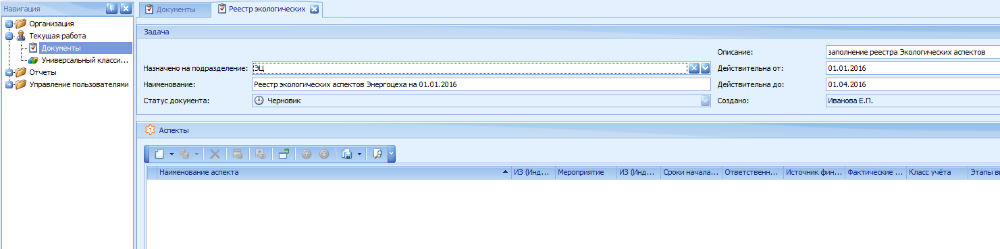 Навигация
Организация
Текущая работа
Документы
Универсальный класси...
Отчеты
Управление пользователями
Документы
Реестр экологических
Задача
Описание: заполнение реестра Экологических аспектов
Назначено на подразделение: ЭЦ
Действительна от: 01.01.2016
Наименование: Реестр экологических аспектов Энергоцеха на 01.01.2016
Действительна до: 01.04.2016
Статус документа: Черновик
Создано: Иванова Е.П.
Аспекты
Наименование аспекта
ИЗ (Инд...
Мероприятие
ИЗ (Инд...
Сроки начала...
Ответственн...
Источник фин...
Фактические ...
Класс учёта
Этапы в